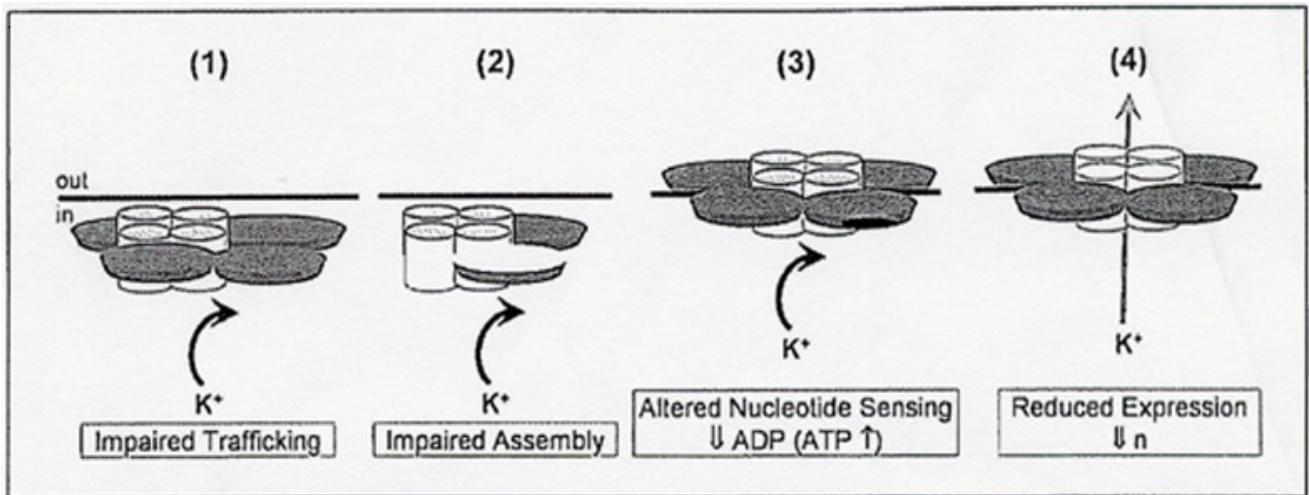 (1) (2) (3) (4)
out
in
K⁺ K⁺ K⁺ K⁺
Impaired Trafficking
Impaired Assembly
Altered Nucleotide Sensing
⇓ ADP (ATP ⇑)
Reduced Expression
⇓ n